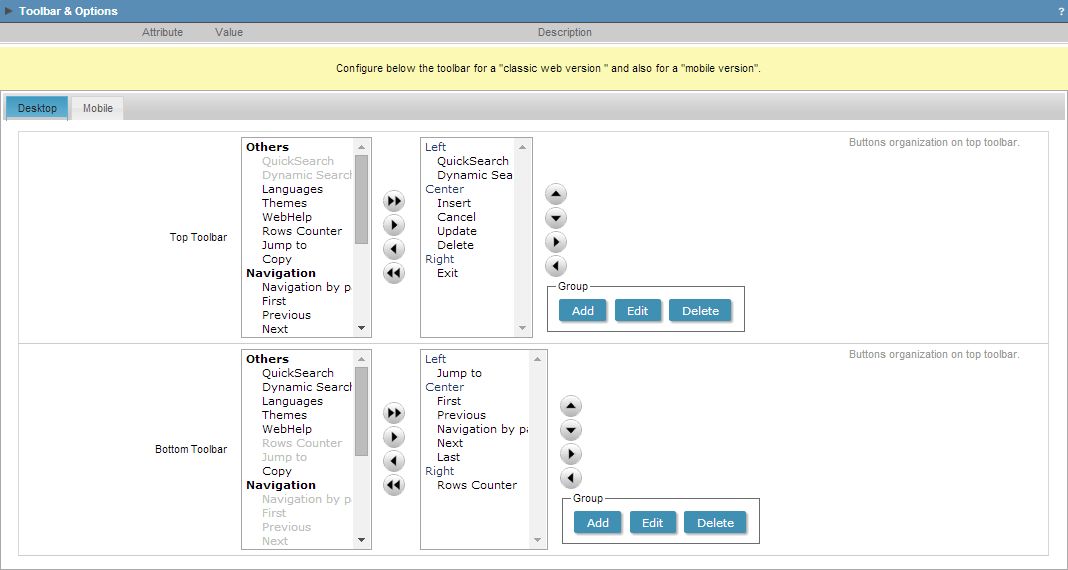 Toolbar & Options
?
Attribute Value Description
Configure below the toolbar for a "classic web version " and also for a "mobile version".
Desktop Mobile
Top Toolbar
Others
QuickSearch
Dynamic Search
Languages
Themes
WebHelp
Rows Counter
Jump to
Copy
Navigation
Navigation by pa
First
Previous
Next
Left
QuickSearch
Dynamic Sea
Center
Insert
Cancel
Update
Delete
Right
Exit
Group
Add Edit Delete
Buttons organization on top toolbar.
Bottom Toolbar
Others
QuickSearch
Dynamic Search
Languages
Themes
WebHelp
Rows Counter
Jump to
Copy
Navigation
Navigation by pa
First
Previous
Next
Left
Jump to
Center
First
Previous
Navigation by pa
Next
Last
Right
Rows Counter
Group
Add Edit Delete
Buttons organization on top toolbar.